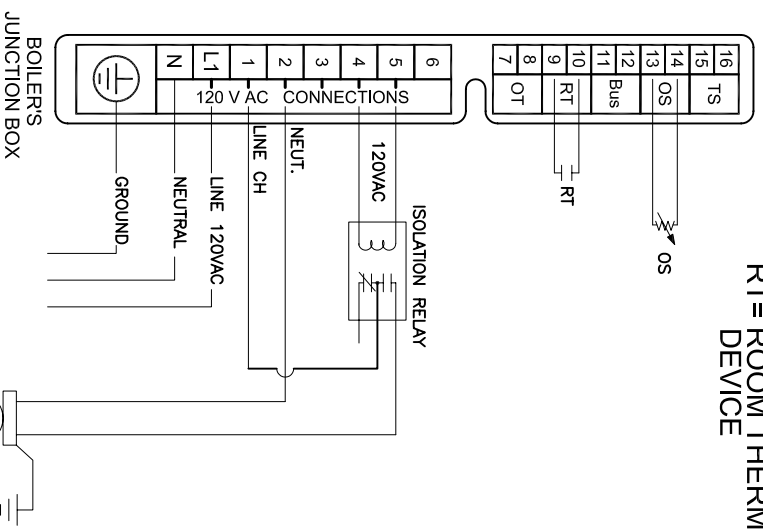 RT= ROOM THERM
DEVICE
BOILER'S
JUNCTION BOX
N
L1
1
2
3
4
5
6
120 V AC CONNECTIONS
7
8
9
10
11
12
13
14
15
16
OT
RT
Bus
OS
TS
RT
OS
120VAC
ISOLATION RELAY
NEUT.
LINE CH
LINE 120VAC
NEUTRAL
GROUND